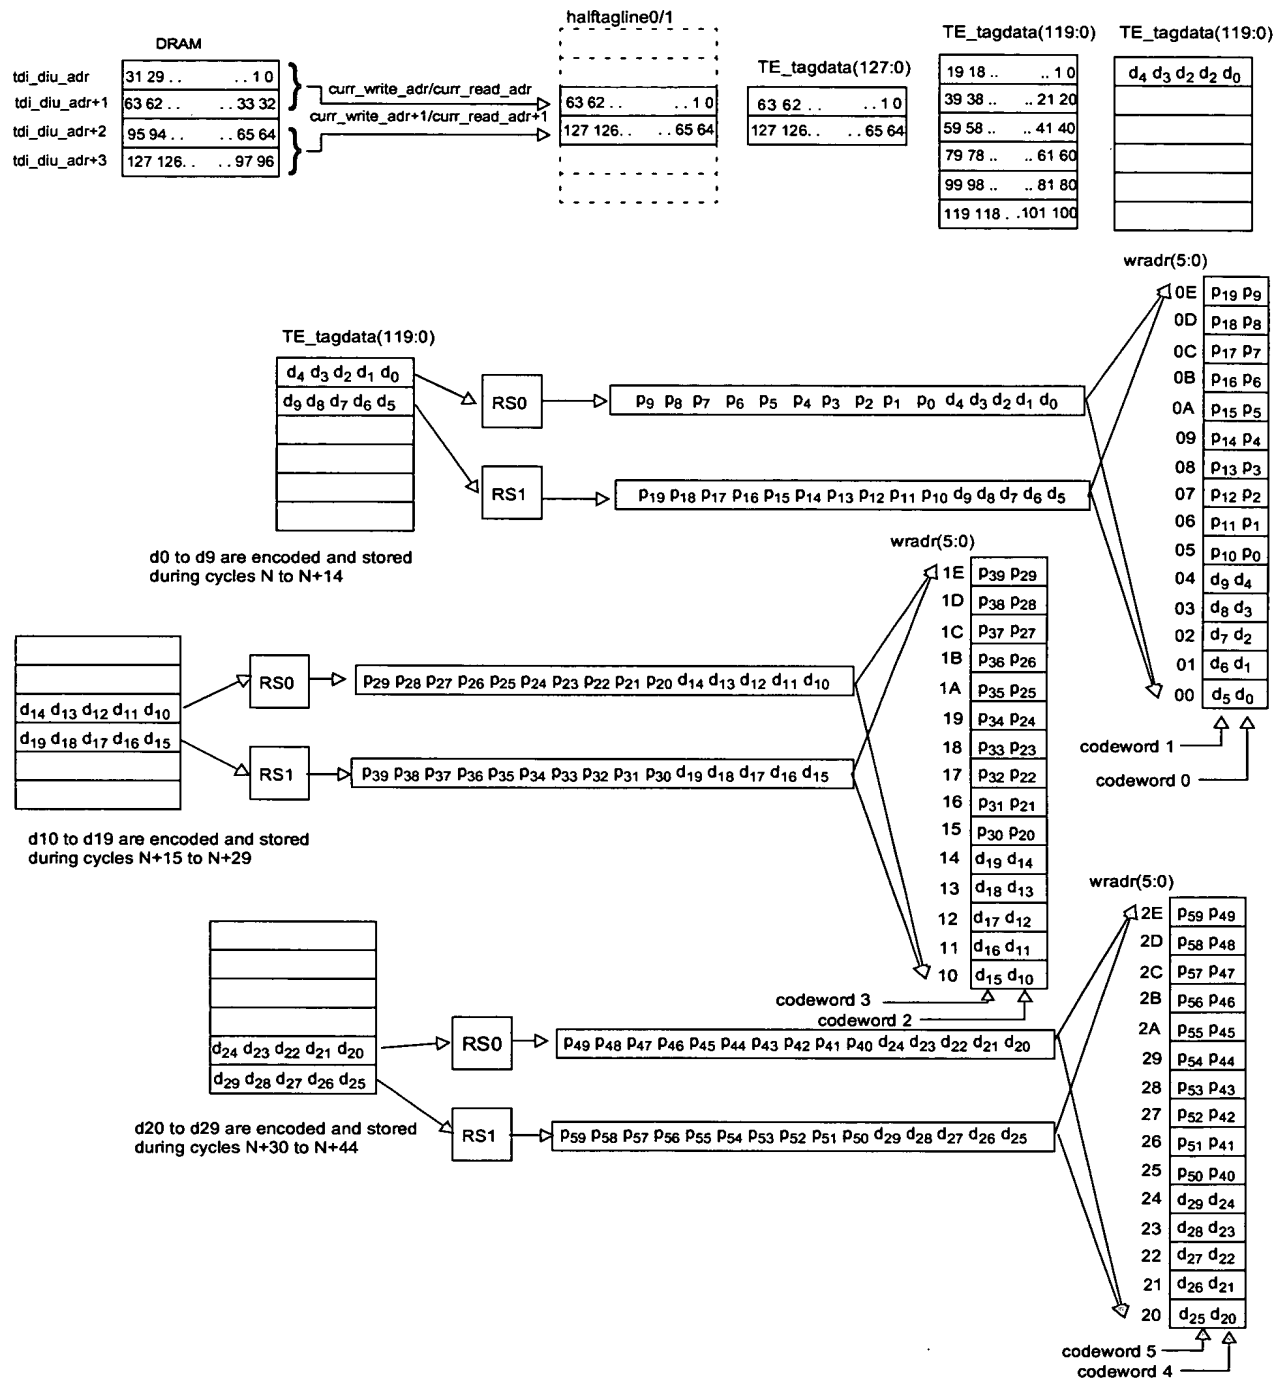 halftagline0/1
DRAM
TE_tagdata(119:0) TE_tagdata(119:0)
TE_tagdata(127:0)
tdi_diu_adr 31 29 . . . . 1 0
tdi_diu_adr+1 63 62 . . . . 33 32
tdi_diu_adr+2 95 94 . . . . 65 64
tdi_diu_adr+3 127 126. . . . 97 96
curr_write_adr/curr_read_adr
curr_write_adr+1/curr_read_adr+1
63 62. . . . 1 0
127 126. . . . 65 64
63 62. . . . 1 0
127 126. . . . 65 64
19 18 .. .. 1 0
39 38 .. .. 21 20
59 58 .. .. 41 40
79 78 .. .. 61 60
99 98 .. .. 81 80
119 118 . .101 100
d4 d3 d2 d2 d0
TE_tagdata(119:0)
d4 d3 d2 d1 d0
d9 d8 d7 d6 d5
RS0
p9 p8 p7 p6 p5 p4 p3 p2 p1 p0 d4 d3 d2 d1 d0
RS1
p19 p18 p17 p16 p15 p14 p13 p12 p11 p10 d9 d8 d7 d6 d5
d0 to d9 are encoded and stored
during cycles N to N+14
wradr(5:0)
0E p19 p9
0D p18 p8
0C p17 p7
0B p16 p6
0A p15 p5
09 p14 p4
08 p13 p3
07 p12 p2
06 p11 p1
05 p10 p0
04 d9 d4
03 d8 d3
02 d7 d2
01 d6 d1
00 d5 d0
codeword 1
codeword 0
d14 d13 d12 d11 d10
d19 d18 d17 d16 d15
RS0
p29 p28 p27 p26 p25 p24 p23 p22 p21 p20 d14 d13 d12 d11 d10
RS1
p39 p38 p37 p36 p35 p34 p33 p32 p31 p30 d19 d18 d17 d16 d15
d10 to d19 are encoded and stored
during cycles N+15 to N+29
wradr(5:0)
1E p39 p29
1D p38 p28
1C p37 p27
1B p36 p26
1A p35 p25
19 p34 p24
18 p33 p23
17 p32 p22
16 p31 p21
15 p30 p20
14 d19 d14
13 d18 d13
12 d17 d12
11 d16 d11
10 d15 d10
codeword 3
codeword 2
d24 d23 d22 d21 d20
d29 d28 d27 d26 d25
RS0
p49 p48 p47 p46 p45 p44 p43 p42 p41 p40 d24 d23 d22 d21 d20
RS1
p59 p58 p57 p56 p55 p54 p53 p52 p51 p50 d29 d28 d27 d26 d25
d20 to d29 are encoded and stored
during cycles N+30 to N+44
wradr(5:0)
2E p59 p49
2D p58 p48
2C p57 p47
2B p56 p46
2A p55 p45
29 p54 p44
28 p53 p43
27 p52 p42
26 p51 p41
25 p50 p40
24 d29 d24
23 d28 d23
22 d27 d22
21 d26 d21
20 d25 d20
codeword 5
codeword 4